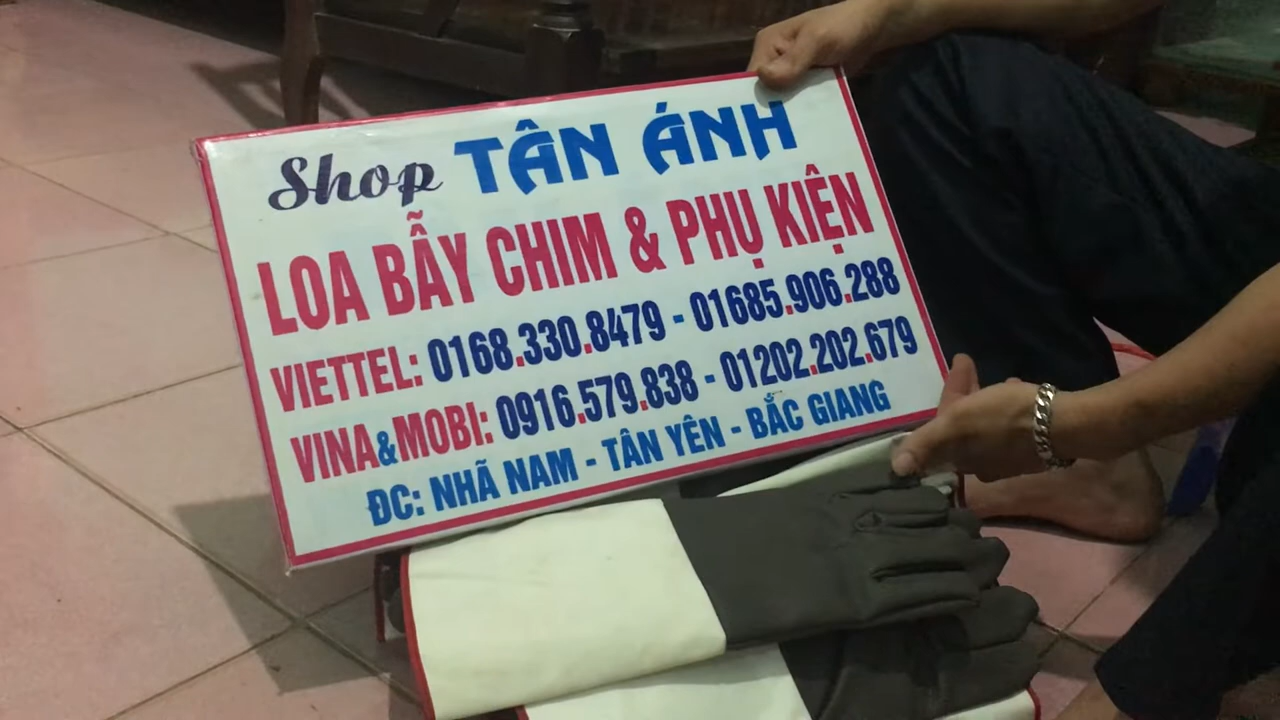 Shop TÂN ÁNH
LOA BẪY CHIM & PHỤ KIỆN
VIETTEL: 0168.330.8479 - 01685.906.288
VINA&MOBI: 0916.579.838 - 01202.202.679
ĐC: NHÃ NAM - TÂN YÊN - BẮC GIANG